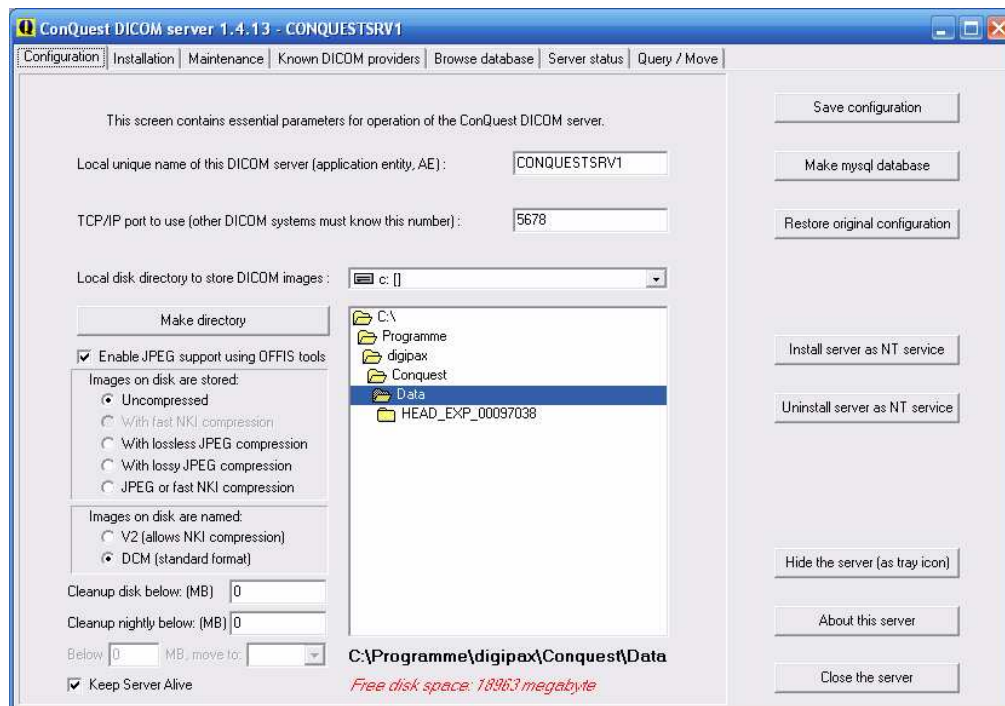 ConQuest DICOM server 1.4.13 - CONQUESTSRV1
Configuration Installation Maintenance Known DICOM providers Browse database Server status Query / Move
This screen contains essential parameters for operation of the ConQuest DICOM server.
Local unique name of this DICOM server (application entity, AE) : CONQUESTSRV1
TCP/IP port to use (other DICOM systems must know this number) : 5678
Local disk directory to store DICOM images : c: []
Make directory
Enable JPEG support using OFFIS tools
Images on disk are stored:
Uncompressed
With fast NKI compression
With lossless JPEG compression
With lossy JPEG compression
JPEG or fast NKI compression
Images on disk are named:
V2 (allows NKI compression)
DCM (standard format)
Cleanup disk below: (MB) 0
Cleanup nightly below: (MB) 0
Below 0 MB, move to:
Keep Server Alive
C:\
Programme
digipax
Conquest
Data
HEAD_EXP_00097038
C:\Programme\digipax\Conquest\Data
Free disk space: 18963 megabyte
Save configuration
Make mysql database
Restore original configuration
Install server as NT service
Uninstall server as NT service
Hide the server (as tray icon)
About this server
Close the server